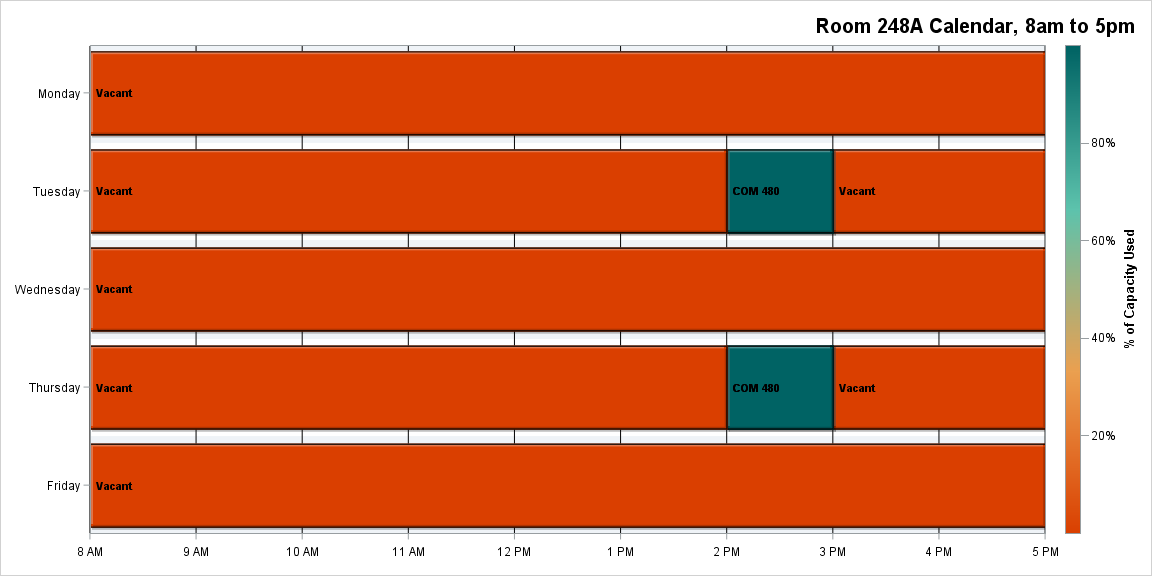 Room 248A Calendar, 8am to 5pm
Monday Vacant
Tuesday Vacant COM 480 Vacant
Wednesday Vacant
Thursday Vacant COM 480 Vacant
Friday Vacant
8 AM 9 AM 10 AM 11 AM 12 PM 1 PM 2 PM 3 PM 4 PM 5 PM
80%
60%
40%
20%
% of Capacity Used